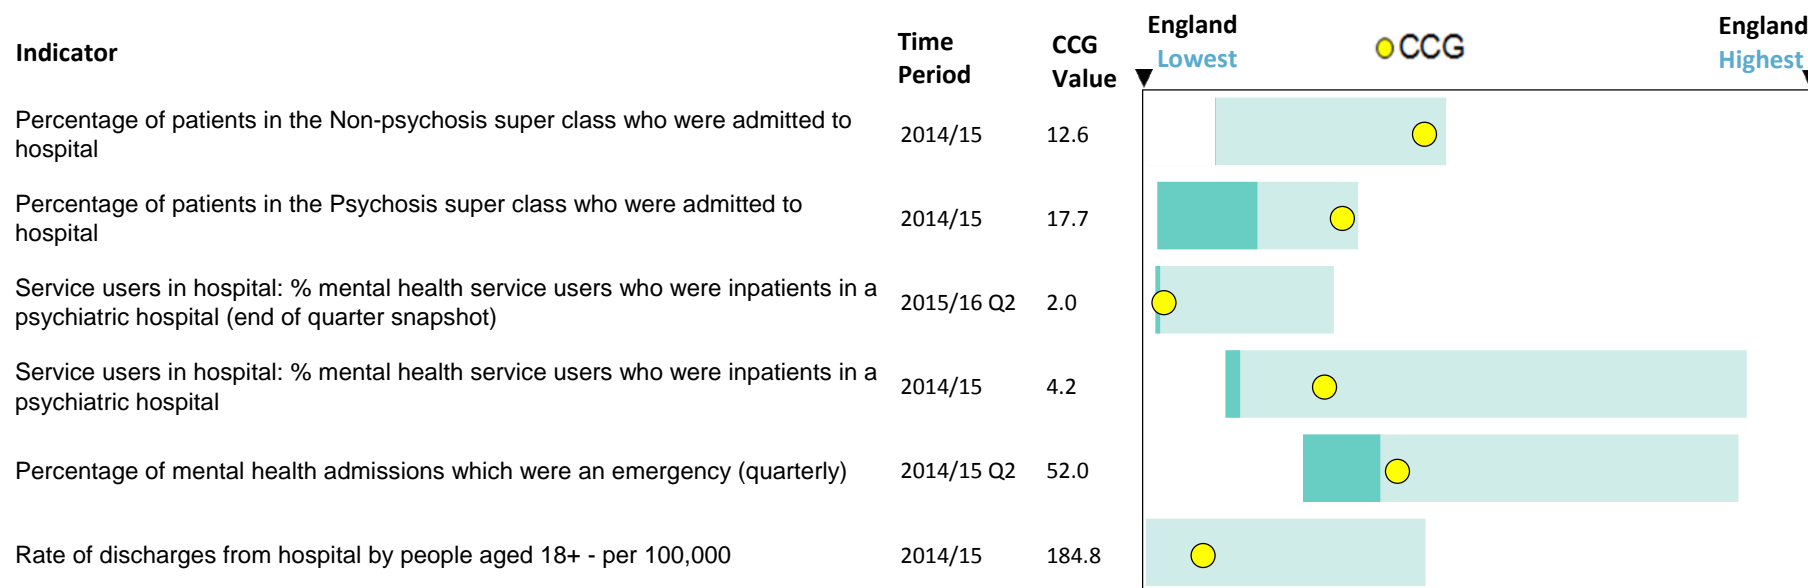 Indicator
Time Period
CCG Value
England Lowest
CCG
England Highest
Percentage of patients in the Non-psychosis super class who were admitted to
hospital
2014/15
12.6
Percentage of patients in the Psychosis super class who were admitted to
hospital
2014/15
17.7
Service users in hospital: % mental health service users who were inpatients in a
psychiatric hospital (end of quarter snapshot)
2015/16 Q2
2.0
Service users in hospital: % mental health service users who were inpatients in a
psychiatric hospital
2014/15
4.2
Percentage of mental health admissions which were an emergency (quarterly)
2014/15 Q2
52.0
Rate of discharges from hospital by people aged 18+ - per 100,000
2014/15
184.8